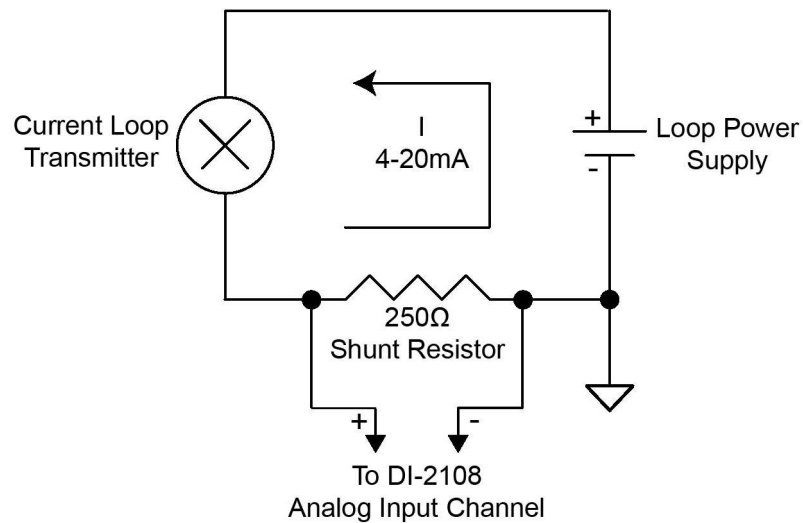 Current Loop
Transmitter
I
4-20mA
+
-
Loop Power
Supply
250Ω
Shunt Resistor
+
-
To DI-2108
Analog Input Channel